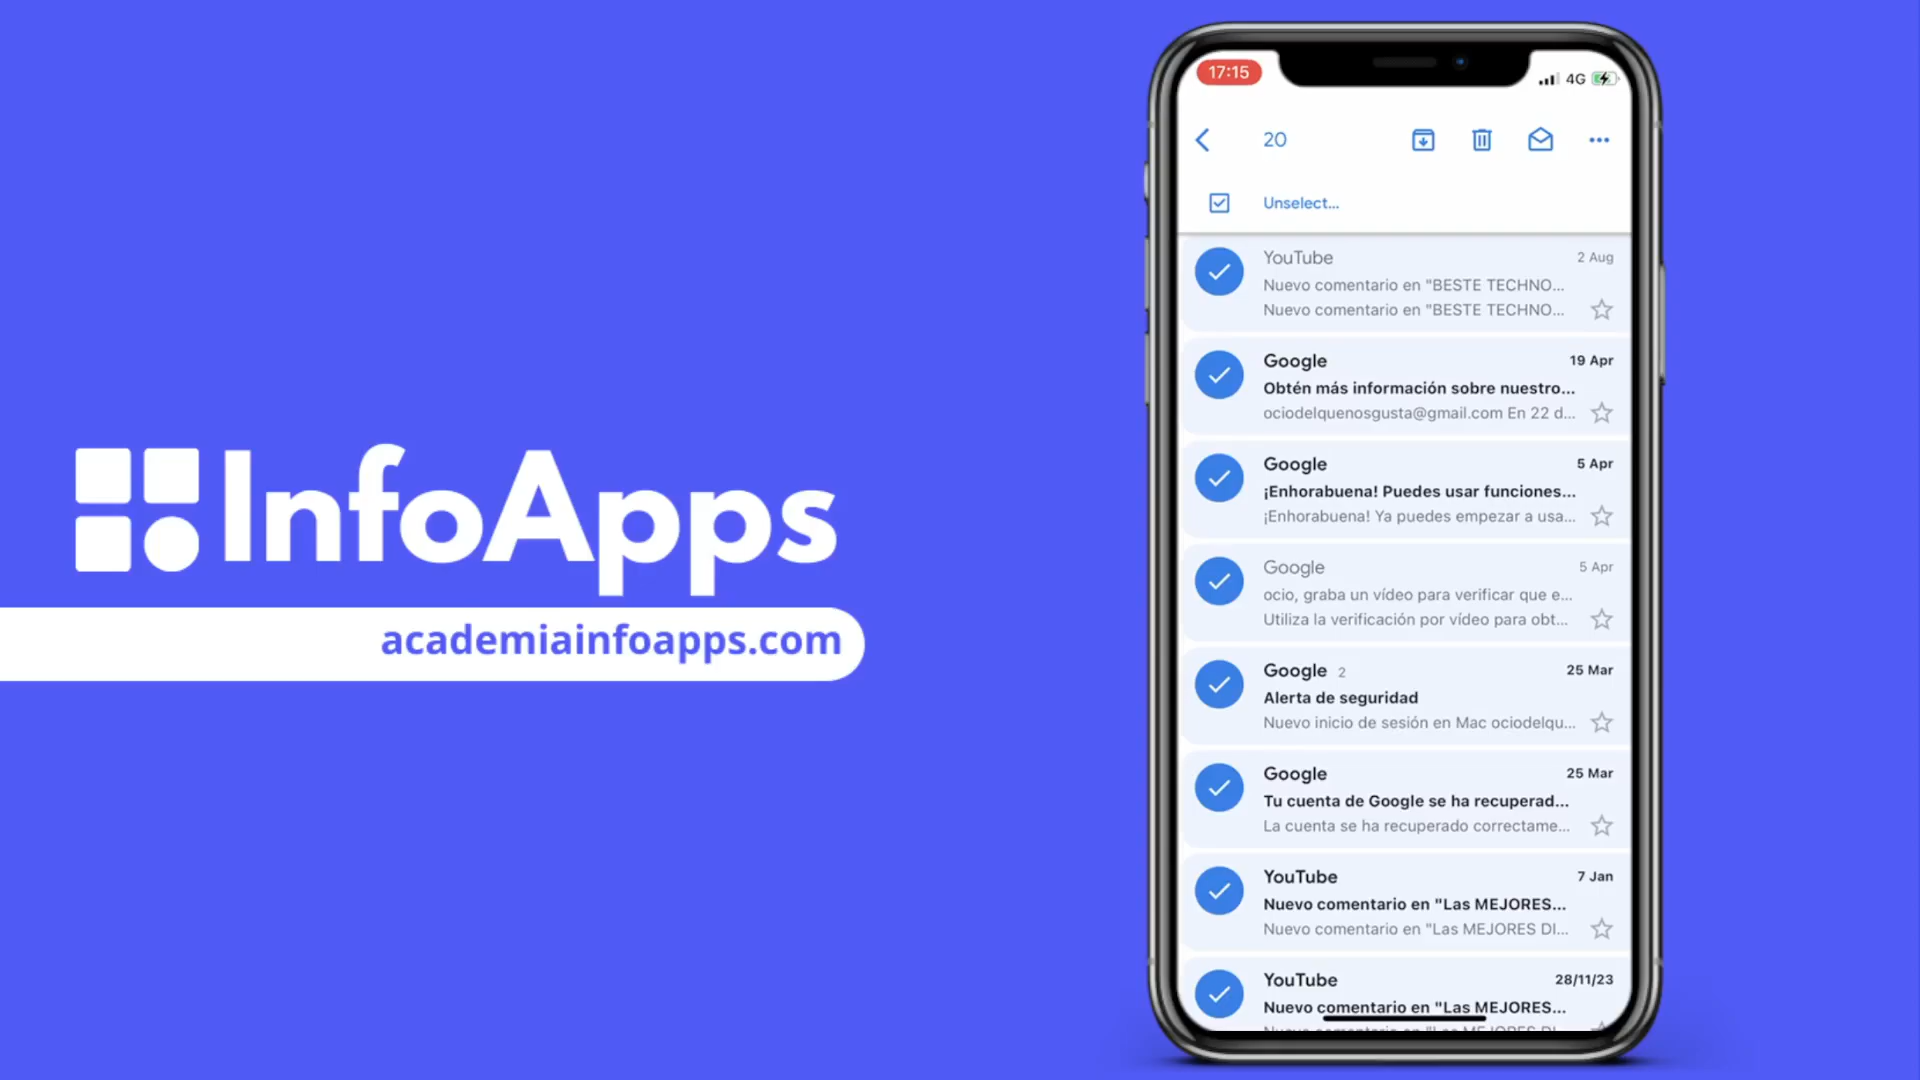 InfoApps
academiainfoapps.com
17:15
4G
20
Unselect...
YouTube
2 Aug
Nuevo comentario en "BESTE TECHNO...
Nuevo comentario en "BESTE TECHNO...
Google
19 Apr
Obtén más información sobre nuestro...
ociodelquenosgusta@gmail.com En 22 d...
Google
5 Apr
¡Enhorabuena! Puedes usar funciones...
¡Enhorabuena! Ya puedes empezar a usa...
Google
5 Apr
ocio, graba un vídeo para verificar que e...
Utiliza la verificación por vídeo para obt...
Google 2
25 Mar
Alerta de seguridad
Nuevo inicio de sesión en Mac ociodelqu...
Google
25 Mar
Tu cuenta de Google se ha recuperad...
La cuenta se ha recuperado correctame...
YouTube
7 Jan
Nuevo comentario en "Las MEJORES...
Nuevo comentario en "Las MEJORES DI...
YouTube
28/11/23
Nuevo comentario en "Las MEJORES...